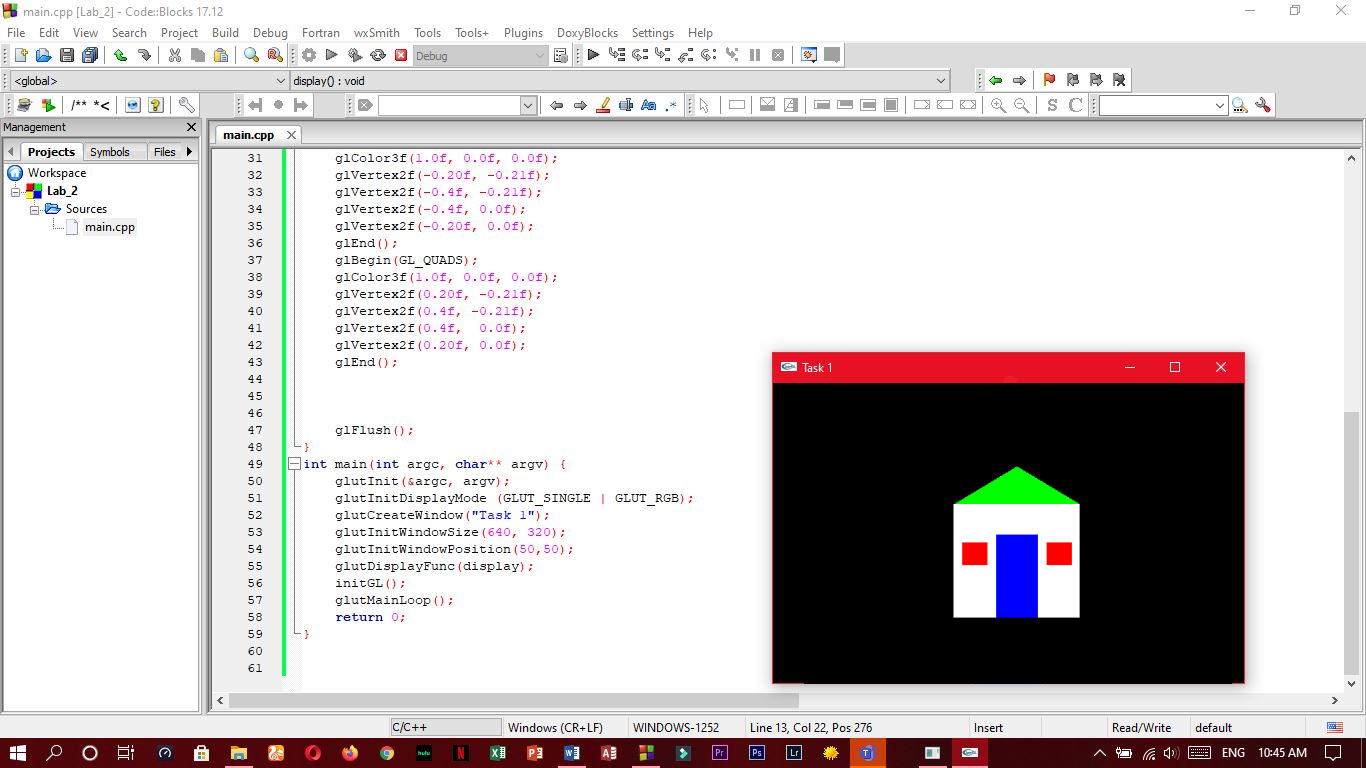 main.cpp [Lab_2] - Code::Blocks 17.12
File Edit View Search Project Build Debug Fortran wxSmith Tools Tools+ Plugins DoxyBlocks Settings Help
Debug
<global> display() : void
/** *<
Aa .*
S C
Management
Projects Symbols Files
main.cpp
Workspace
Lab_2
Sources
main.cpp
31 glColor3f(1.0f, 0.0f, 0.0f);
32 glVertex2f(-0.20f, -0.21f);
33 glVertex2f(-0.4f, -0.21f);
34 glVertex2f(-0.4f, 0.0f);
35 glVertex2f(-0.20f, 0.0f);
36 glEnd();
37 glBegin(GL_QUADS);
38 glColor3f(1.0f, 0.0f, 0.0f);
39 glVertex2f(0.20f, -0.21f);
40 glVertex2f(0.4f, -0.21f);
41 glVertex2f(0.4f,  0.0f);
42 glVertex2f(0.20f, 0.0f);
43 glEnd();
44
45
46
47 glFlush();
48 }
49 int main(int argc, char** argv) {
50 glutInit(&argc, argv);
51 glutInitDisplayMode (GLUT_SINGLE | GLUT_RGB);
52 glutCreateWindow("Task 1");
53 glutInitWindowSize(640, 320);
54 glutInitWindowPosition(50,50);
55 glutDisplayFunc(display);
56 initGL();
57 glutMainLoop();
58 return 0;
59 }
60
61
Task 1
C/C++ Windows (CR+LF) WINDOWS-1252 Line 13, Col 22, Pos 276 Insert Read/Write default
hulu N X P W A Pr Ps Lr ENG 10:45 AM